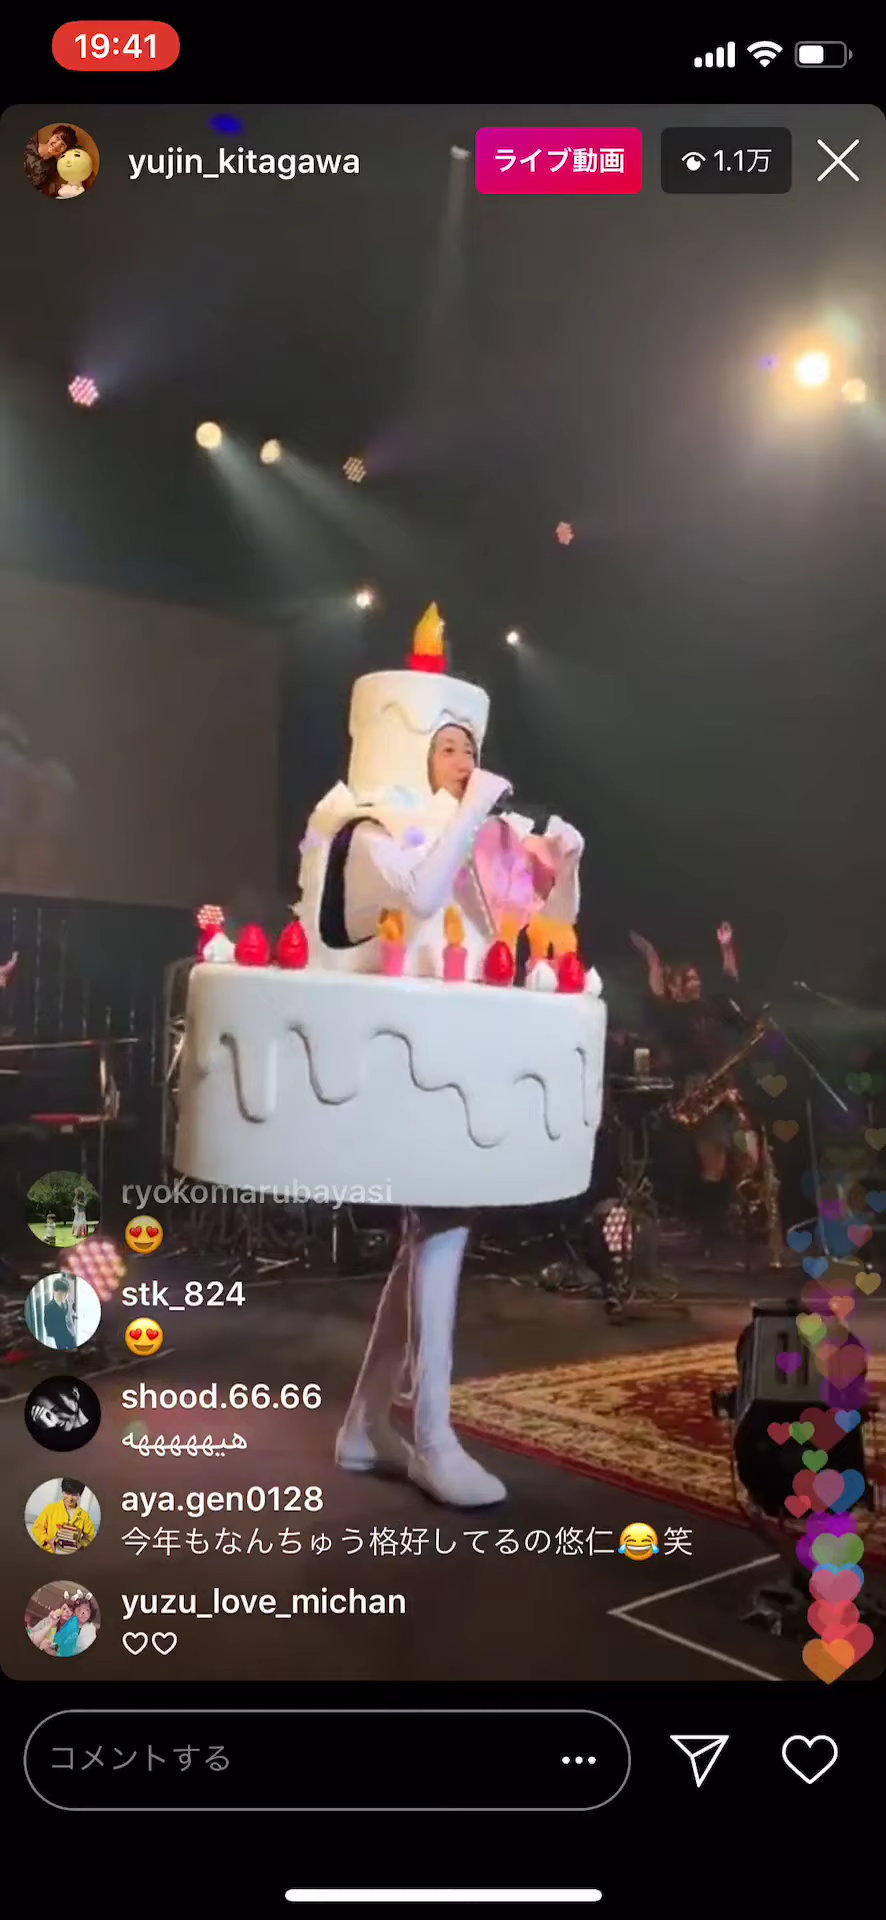 19:41
yujin_kitagawa
ライブ動画
1.1万
ryokomarubayasi
😍
stk_824
😍
shood.66.66
هيههههههه
aya.gen0128
今年もなんちゅう格好してるの悠仁😂笑
yuzu_love_michan
♡♡
コメントする